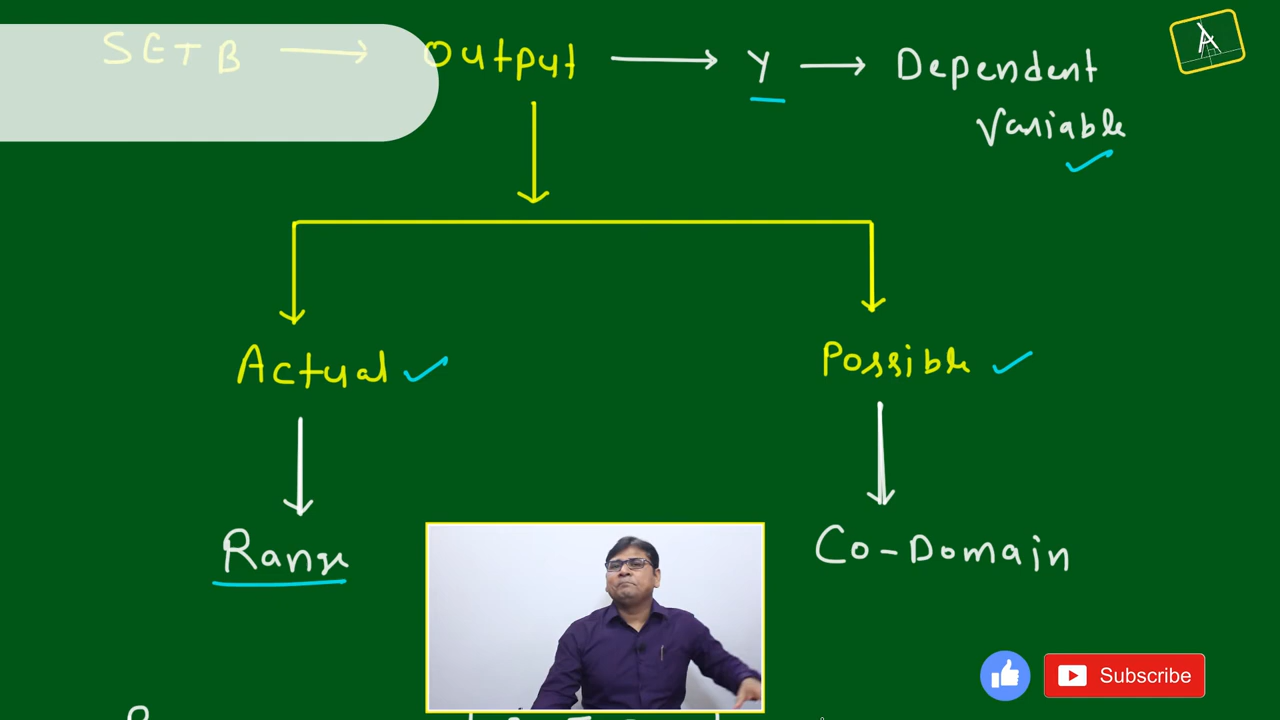 SET B → Output → Y → Dependent
Variable
Actual ✓ Possible ✓
Range Co-Domain
Subscribe